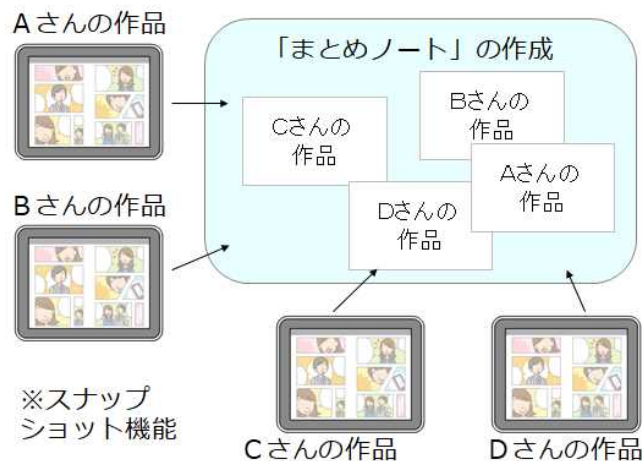 Aさんの作品
「まとめノート」の作成
Bさんの
作品
Cさんの
作品
Aさんの
作品
Dさんの
作品
Bさんの作品
※スナップ
ショット機能
Cさんの作品
Dさんの作品